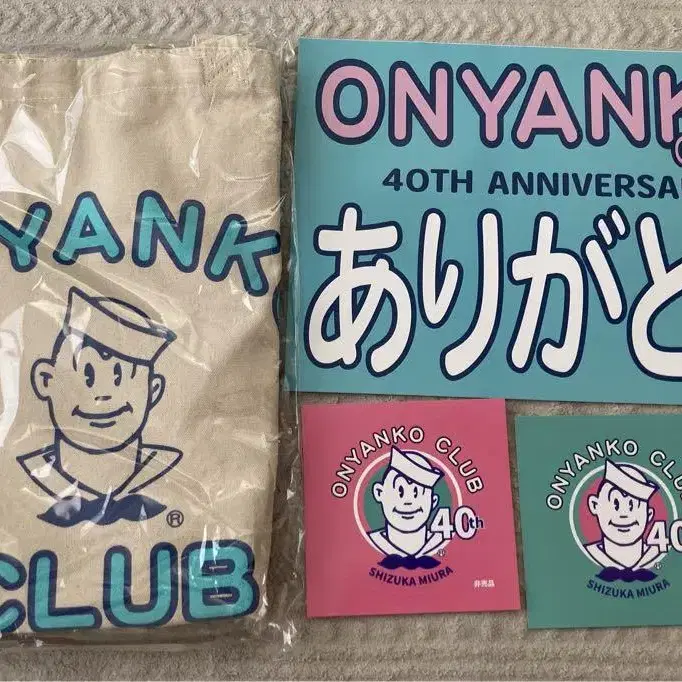 YANK
®
CLUB
ONYANK
40TH ANNIVERSA
ありがと
ONYANKO CLUB
40th
®
SHIZUKA MIURA
非売品
ONYANKO CLUB
40
®
SHIZUKA MIURA